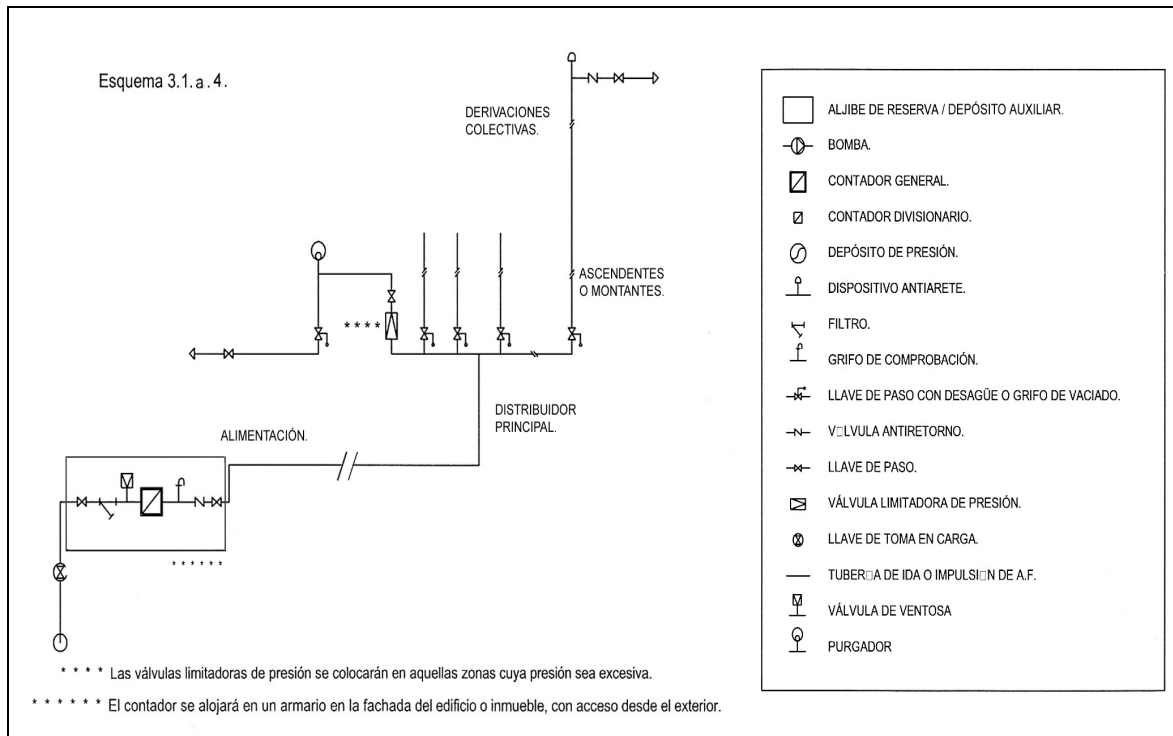 Esquema 3.1.a.4.
DERIVACIONES
COLECTIVAS.
ASCENDENTES
O MONTANTES.
* * * *
DISTRIBUIDOR
PRINCIPAL.
ALIMENTACIÓN.
* * * * * *
* * * * Las válvulas limitadoras de presión se colocarán en aquellas zonas cuya presión sea excesiva.
* * * * * * El contador se alojará en un armario en la fachada del edificio o inmueble, con acceso desde el exterior.
ALJIBE DE RESERVA / DEPÓSITO AUXILIAR.
BOMBA.
CONTADOR GENERAL.
CONTADOR DIVISIONARIO.
DEPÓSITO DE PRESIÓN.
DISPOSITIVO ANTIARETE.
FILTRO.
GRIFO DE COMPROBACIÓN.
LLAVE DE PASO CON DESAGÜE O GRIFO DE VACIADO.
V□LVULA ANTIRETORNO.
LLAVE DE PASO.
VÁLVULA LIMITADORA DE PRESIÓN.
LLAVE DE TOMA EN CARGA.
TUBER□A DE IDA O IMPULSI□N DE A.F.
VÁLVULA DE VENTOSA
PURGADOR